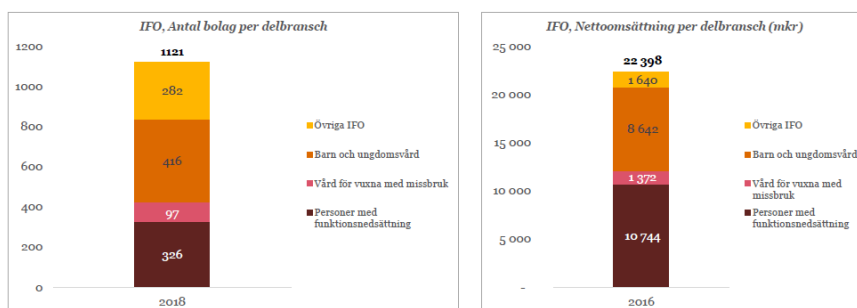 IFO, Antal bolag per delbransch
1200
1000
800
600
400
200
0
1121
282
416
97
326
2018
Övriga IFO
Barn och ungdomsvård
Vård för vuxna med missbruk
Personer med
funktionsnedsättning
IFO, Nettoomsättning per delbransch (mkr)
25 000
20 000
15 000
10 000
5 000
-
22 398
1 640
8 642
1 372
10 744
2016
Övriga IFO
Barn och ungdomsvård
Vård för vuxna med
missbruk
Personer med
funktionsnedsättning